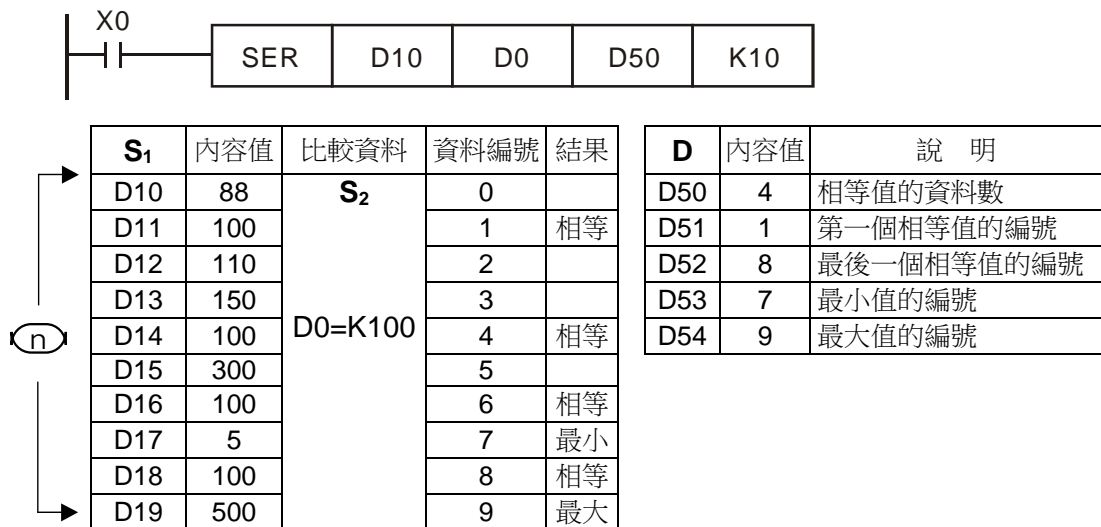 X0
SER D10 D0 D50 K10
S₁ 內容值 比較資料 資料編號 結果
D10 88 S₂ 0
D11 100 1 相等
D12 110 2
D13 150 3
D14 100 D0=K100 4 相等
D15 300 5
D16 100 6 相等
D17 5 7 最小
D18 100 8 相等
D19 500 9 最大
n
D 內容值 說 明
D50 4 相等值的資料數
D51 1 第一個相等值的編號
D52 8 最後一個相等值的編號
D53 7 最小值的編號
D54 9 最大值的編號